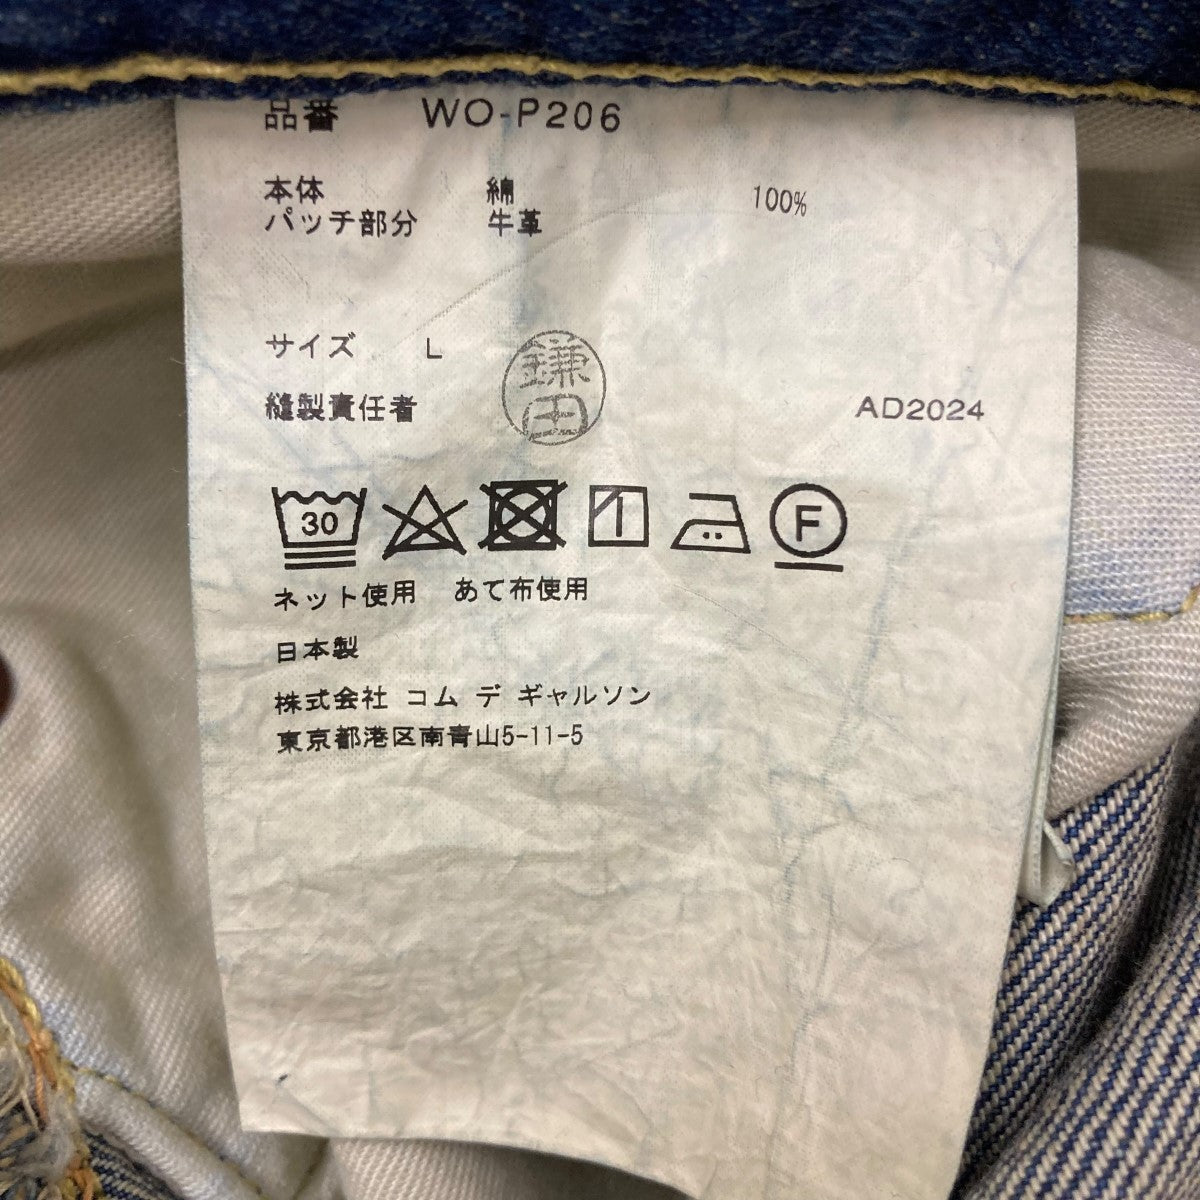 品番 WO-P206
本体 綿 100%
パッチ部分 牛革
サイズ L
縫製責任者 鎌田 AD2024
30 F
ネット使用 あて布使用
日本製
株式会社 コム デ ギャルソン
東京都港区南青山5-11-5